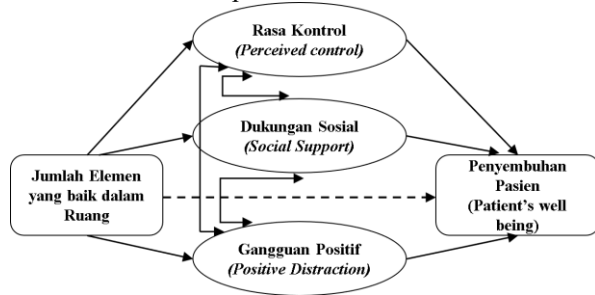 Rasa Kontrol
(Perceived control)
Dukungan Sosial
(Social Support)
Jumlah Elemen
yang baik dalam
Ruang
Penyembuhan
Pasien
(Patient's well
being)
Gangguan Positif
(Positive Distraction)